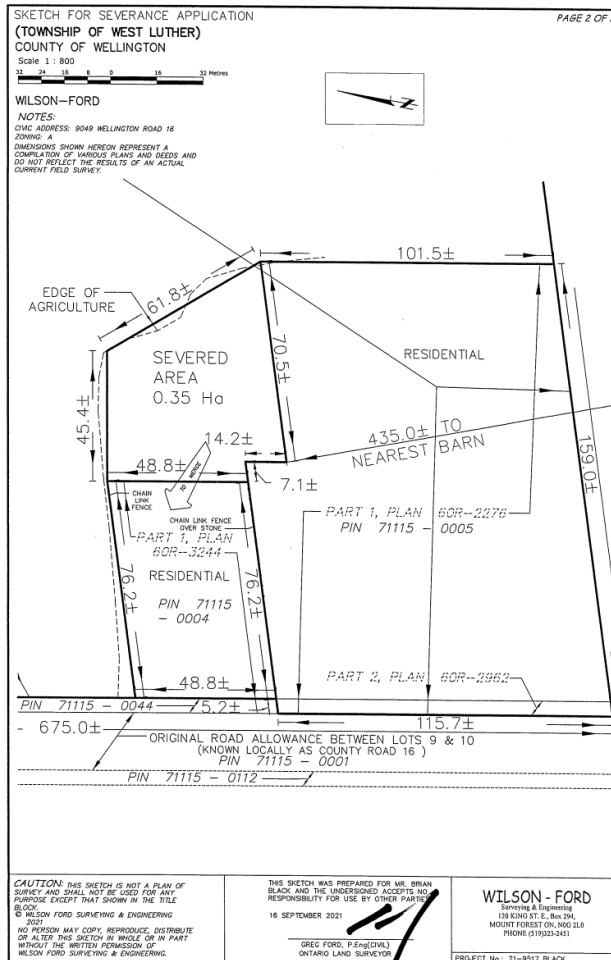 SKETCH FOR SEVERANCE APPLICATION
PAGE 2 OF
(TOWNSHIP OF WEST LUTHER)
COUNTY OF WELLINGTON
Scale 1 : 800
32 24 16 8 0 16 32 Metres
WILSON-FORD
NOTES:
CIVIC ADDRESS: 9049 WELLINGTON ROAD 16
ZONING: A
DIMENSIONS SHOWN HEREON REPRESENT A
COMPILATION OF VARIOUS PLANS AND DEEDS AND
DO NOT REFLECT THE RESULTS OF AN ACTUAL
CURRENT FIELD SURVEY.
N
101.5±
61.8±
EDGE OF
AGRICULTURE
SEVERED
AREA
0.35 Ha
70.5±
RESIDENTIAL
45.4±
14.2±
435.0± TO
NEAREST BARN
159.0±
48.8±
TO MERGE
7.1±
CHAIN
LINK
FENCE
CHAIN LINK FENCE
OVER STONE
PART 1, PLAN
60R-3244
PART 1, PLAN 60R-2276
PIN 71115 - 0005
RESIDENTIAL
76.2±
76.2±
PIN 71115
- 0004
48.8±
PART 2, PLAN 60R-2962
PIN 71115 - 0044
5.2±
675.0±
115.7±
ORIGINAL ROAD ALLOWANCE BETWEEN LOTS 9 & 10
(KNOWN LOCALLY AS COUNTY ROAD 16 )
PIN 71115 - 0001
PIN 71115 - 0112
CAUTION: THIS SKETCH IS NOT A PLAN OF
SURVEY AND SHALL NOT BE USED FOR ANY
PURPOSE EXCEPT THAT SHOWN IN THE TITLE
BLOCK.
© WILSON FORD SURVEYING & ENGINEERING
2021
NO PERSON MAY COPY, REPRODUCE, DISTRIBUTE
OR ALTER THIS SKETCH IN WHOLE OR IN PART
WITHOUT THE WRITTEN PERMISSION OF
WILSON FORD SURVEYING & ENGINEERING.
THIS SKETCH WAS PREPARED FOR MR. BRIAN
BLACK AND THE UNDERSIGNED ACCEPTS NO
RESPONSIBILITY FOR USE BY OTHER PARTIES
16 SEPTEMBER 2021
GREG FORD, P.Eng(CIVIL)
ONTARIO LAND SURVEYOR
WILSON - FORD
Surveying & Engineering
120 KING ST. E., Box 294,
MOUNT FOREST ON, N0G 2L0
PHONE (519)323-2451
PROJECT No.: 21-9517 BLACK